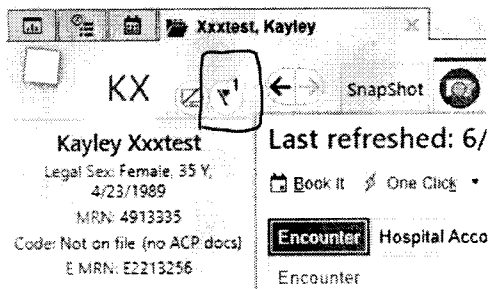 Xxxtest, Kayley
KX
1
SnapShot
Kayley Xxxtest
Legal Sex: Female, 35 Y,
4/23/1989
MRN: 4913335
Code: Not on file (no ACP docs)
E MRN: E2213256
Last refreshed: 6/
Book It
One Click
Encounter
Hospital Acco
Encounter